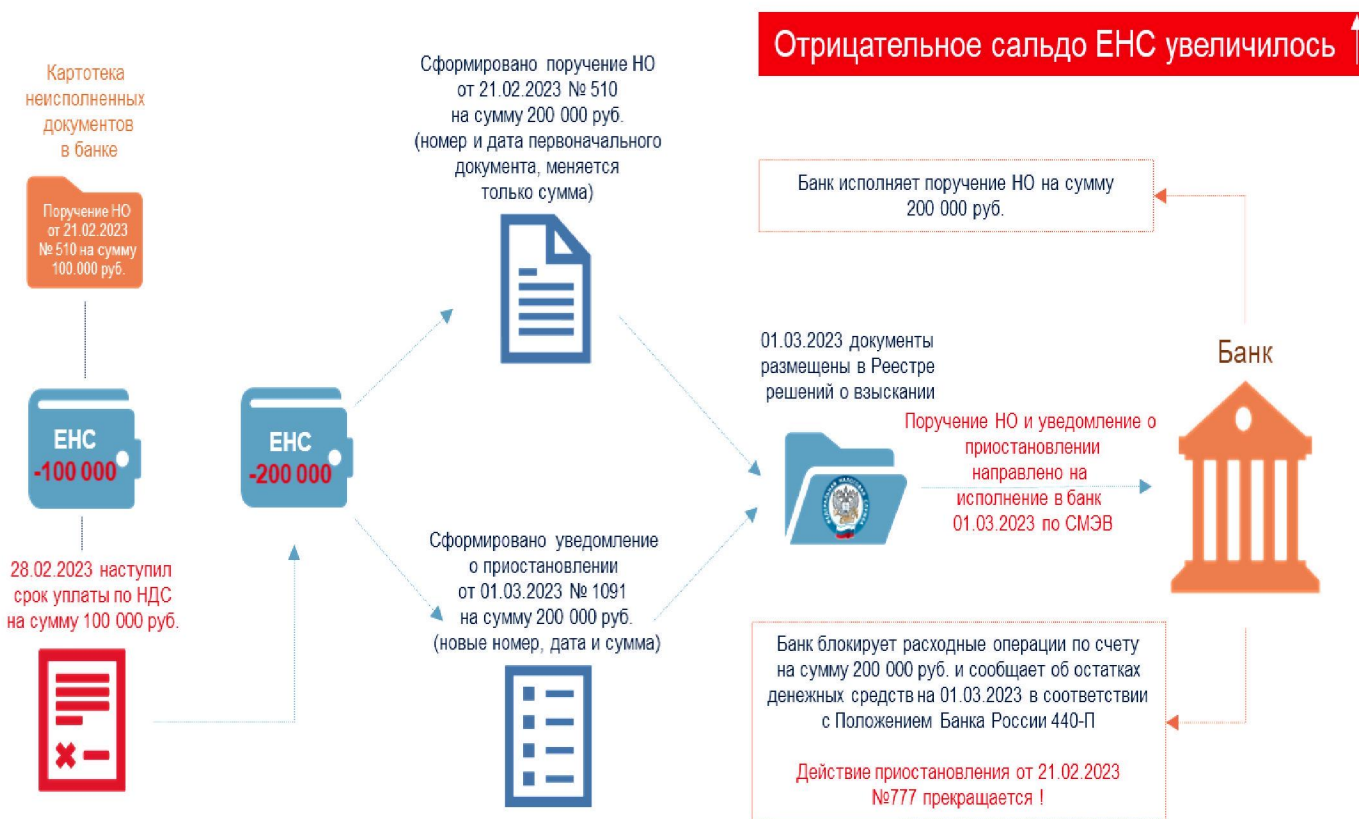 Отрицательное сальдо ЕНС увеличилось
Картотека
неисполненных
документов
в банке
Поручение НО
от 21.02.2023
№ 510 на сумму
100.000 руб.
ЕНС
-100 000
28.02.2023 наступил
срок уплаты по НДС
на сумму 100 000 руб.
ЕНС
-200 000
Сформировано поручение НО
от 21.02.2023 № 510
на сумму 200 000 руб.
(номер и дата первоначального
документа, меняется
только сумма)
Сформировано уведомление
о приостановлении
от 01.03.2023 № 1091
на сумму 200 000 руб.
(новые номер, дата и сумма)
01.03.2023 документы
размещены в Реестре
решений о взыскании
Поручение НО и уведомление о
приостановлении
направлено на
исполнение в банк
01.03.2023 по СМЭВ
Банк
Банк исполняет поручение НО на сумму
200 000 руб.
Банк блокирует расходные операции по счету
на сумму 200 000 руб. и сообщает об остатках
денежных средств на 01.03.2023 в соответствии
с Положением Банка России 440-П
Действие приостановления от 21.02.2023
№777 прекращается !